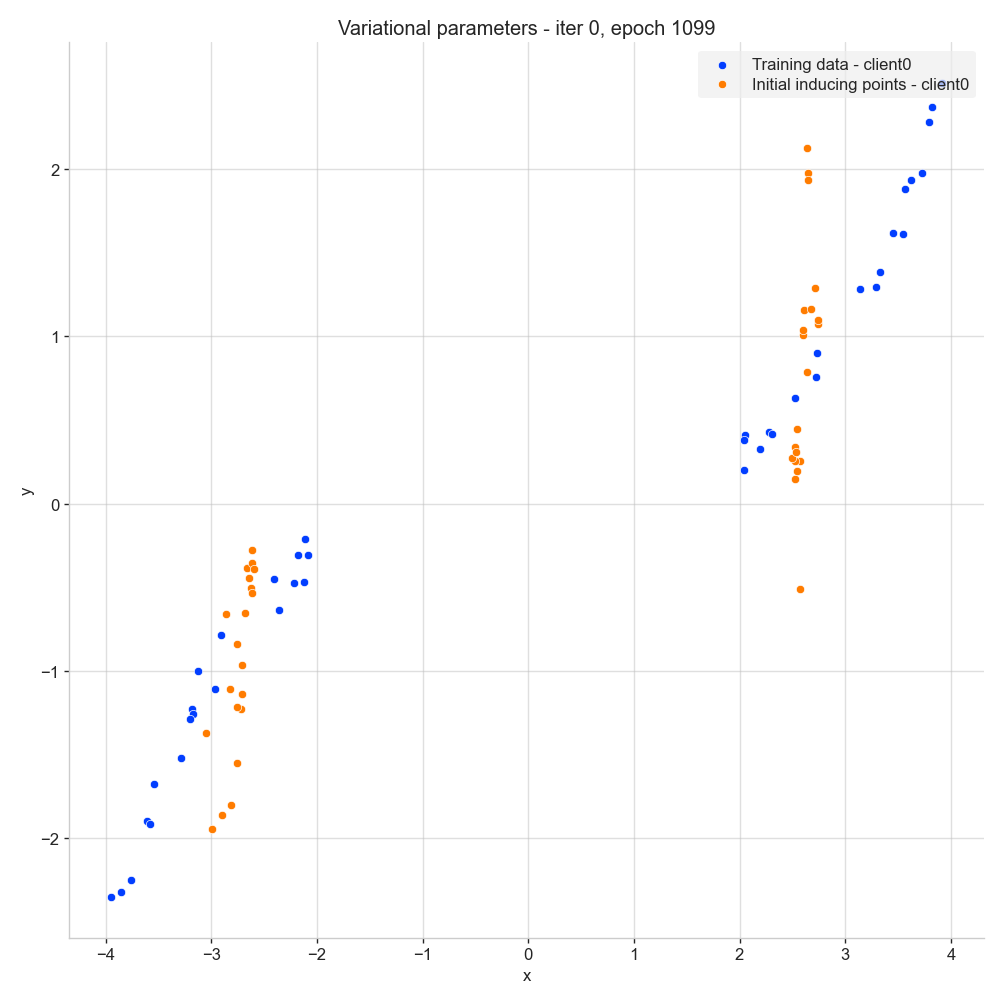 Variational parameters - iter 0, epoch 1099
Training data - client0
Initial inducing points - client0
2
1
0
−1
−2
y
−4 −3 −2 −1 0 1 2 3 4
x